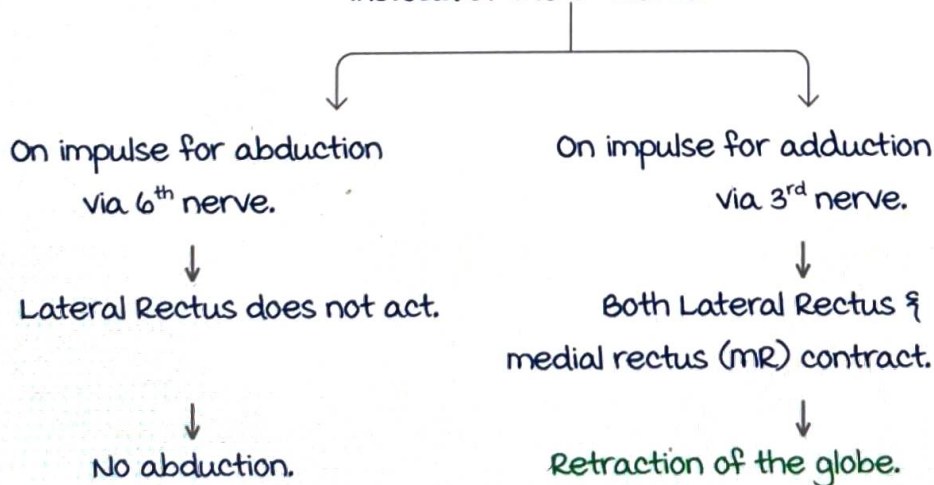 On impulse for abduction
via 6th nerve.
Lateral Rectus does not act.
No abduction.
On impulse for adduction
via 3rd nerve.
Both Lateral Rectus &
medial rectus (MR) contract.
Retraction of the globe.